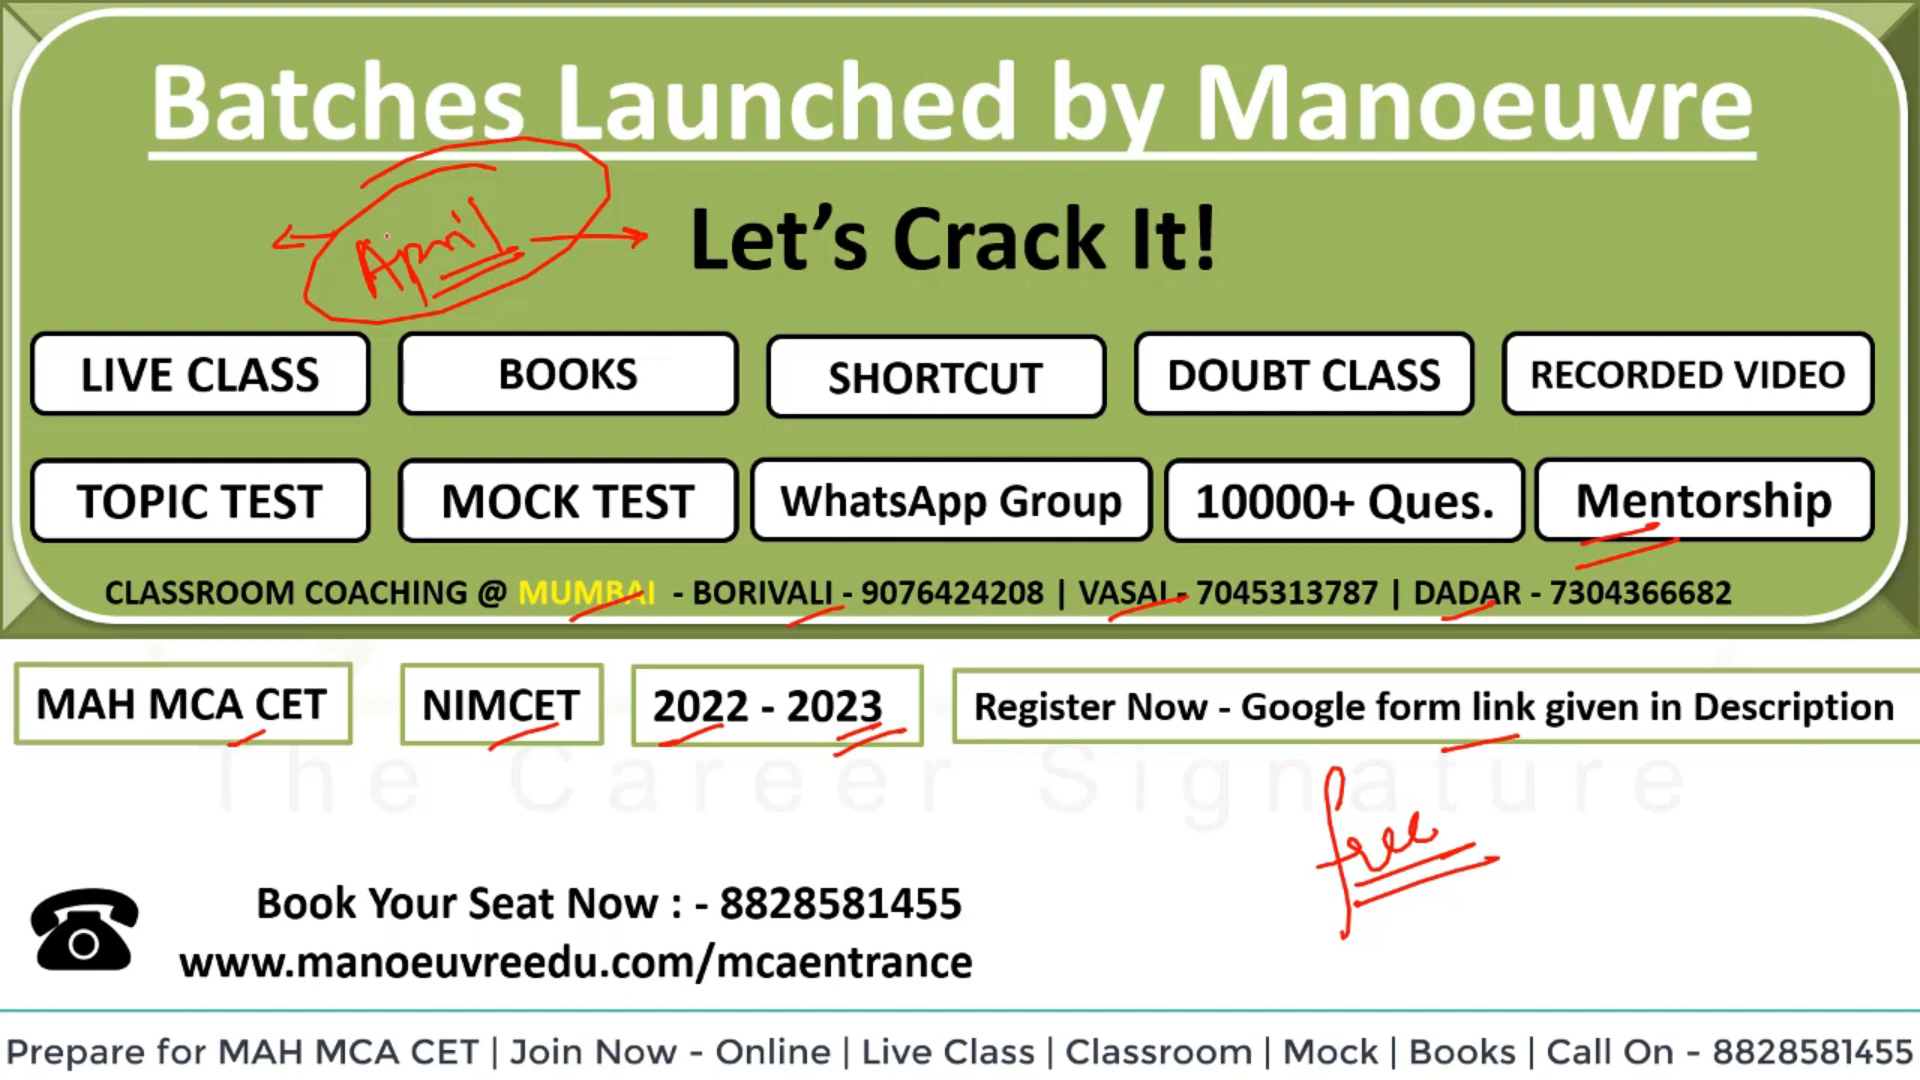 Batches Launched by Manoeuvre
April
Let's Crack It!
LIVE CLASS BOOKS SHORTCUT DOUBT CLASS RECORDED VIDEO
TOPIC TEST MOCK TEST WhatsApp Group 10000+ Ques. Mentorship
CLASSROOM COACHING @ MUMBAI - BORIVALI - 9076424208 | VASAI - 7045313787 | DADAR - 7304366682
MAH MCA CET NIMCET 2022 - 2023 Register Now - Google form link given in Description
The Career Signature
free
Book Your Seat Now : - 8828581455
www.manoeuvreedu.com/mcaentrance
Prepare for MAH MCA CET | Join Now - Online | Live Class | Classroom | Mock | Books | Call On - 8828581455